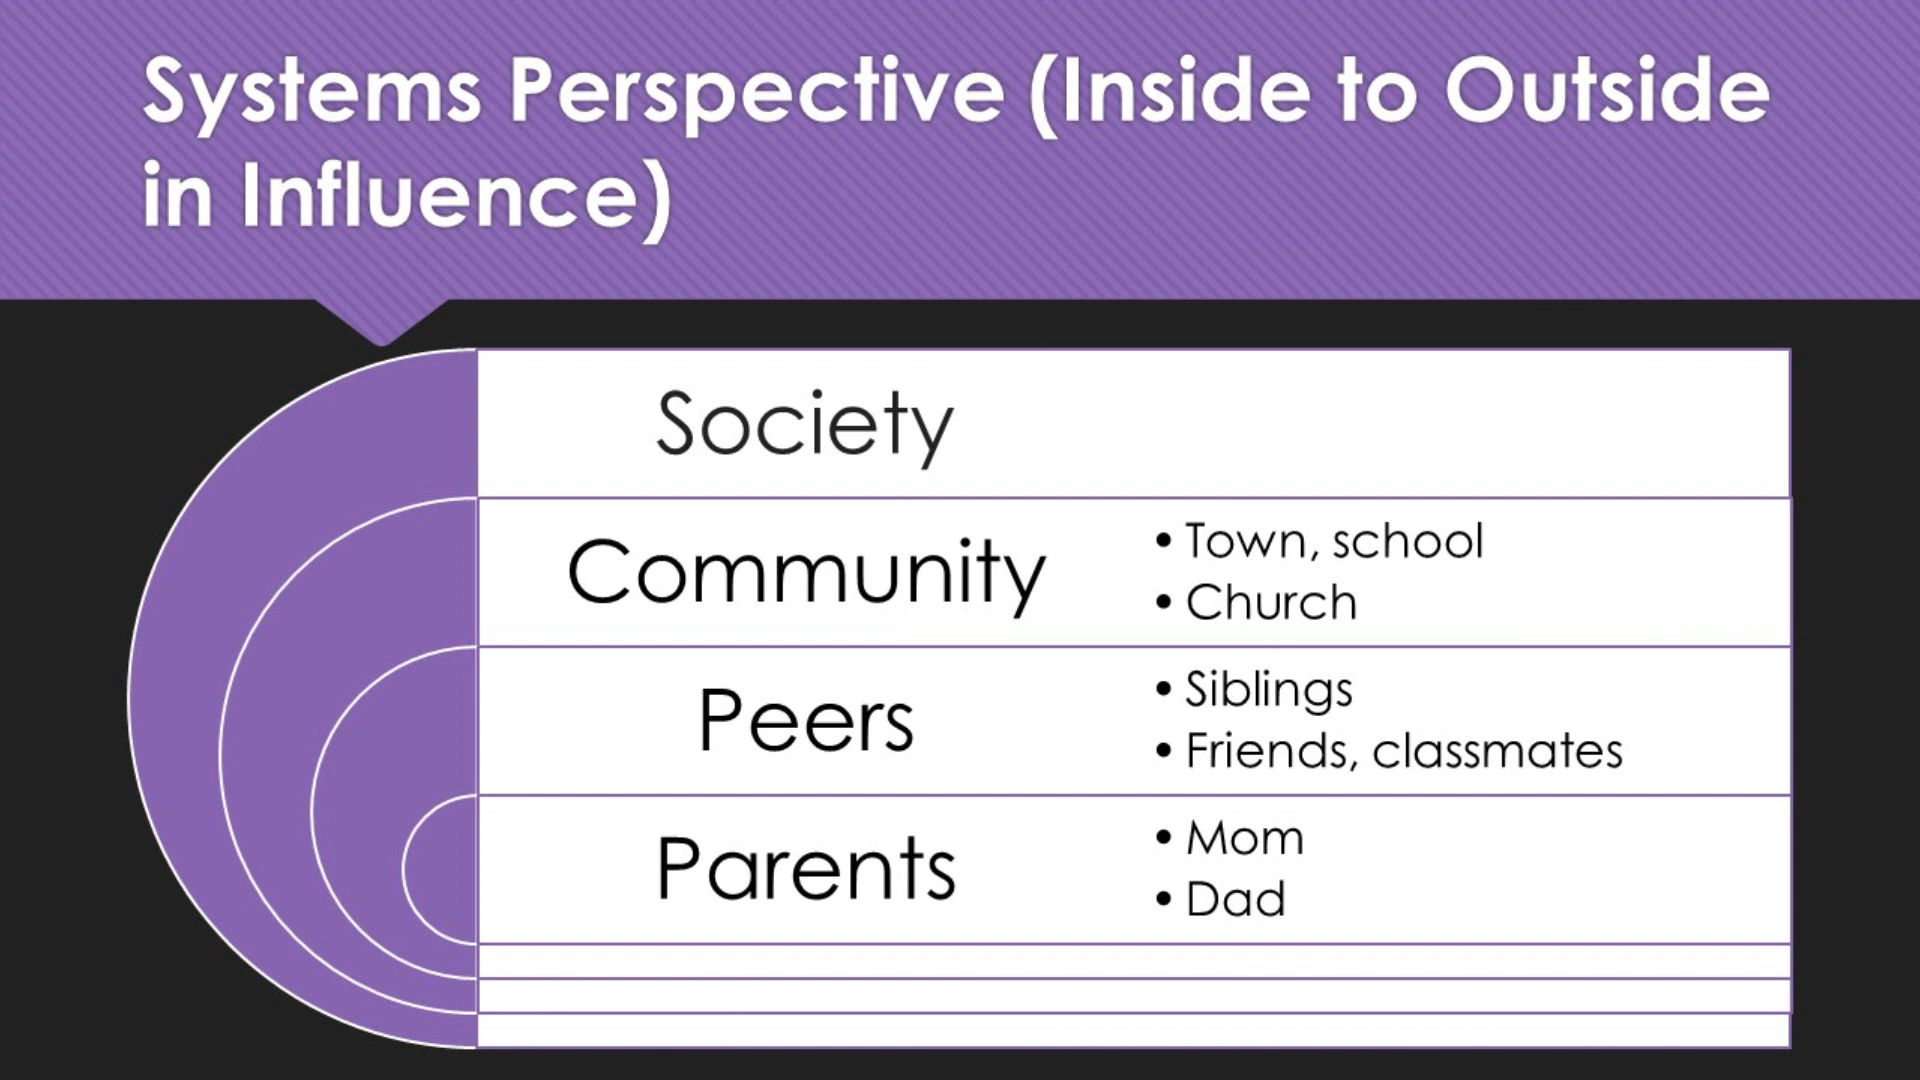 Systems Perspective (Inside to Outside
in Influence)
Society
Community
• Town, school
• Church
Peers
• Siblings
• Friends, classmates
Parents
• Mom
• Dad